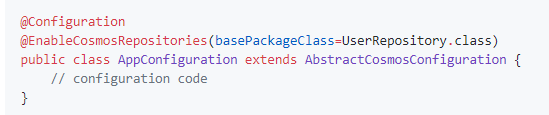 @Configuration
@EnableCosmosRepositories(basePackageClass=UserRepository.class)
public class AppConfiguration extends AbstractCosmosConfiguration {
    // configuration code
}